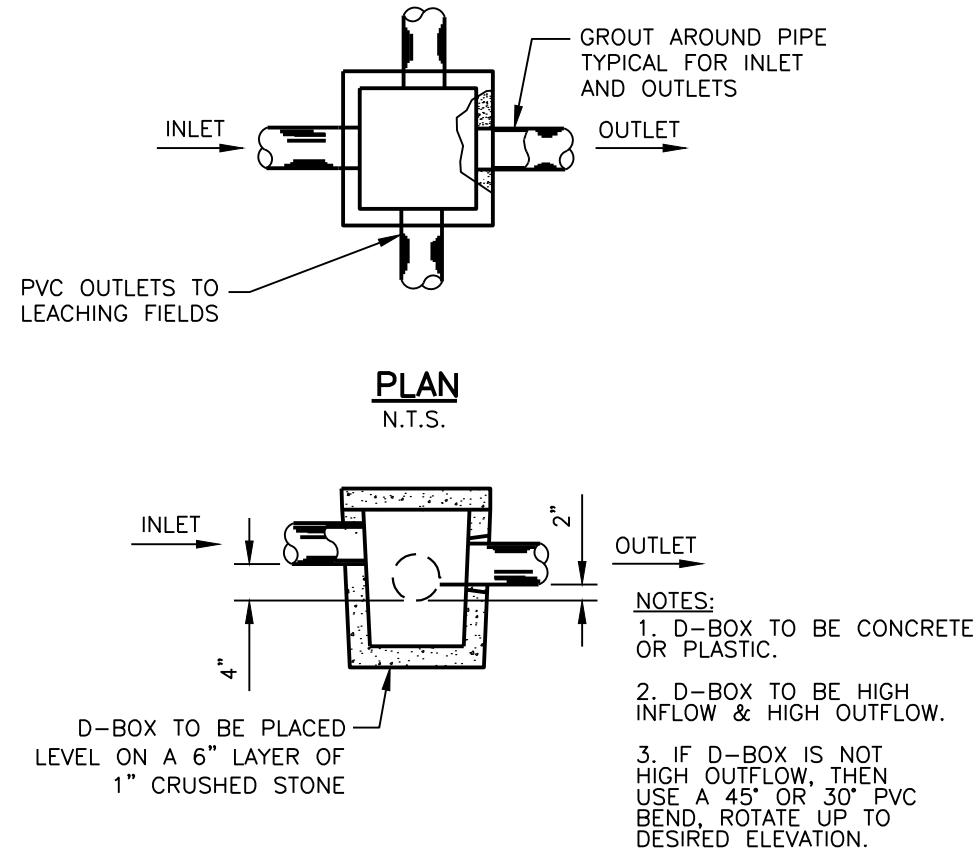 GROUT AROUND PIPE
TYPICAL FOR INLET
AND OUTLETS
INLET
OUTLET
PVC OUTLETS TO
LEACHING FIELDS
PLAN
N.T.S.
INLET
2"
OUTLET
4"
D-BOX TO BE PLACED
LEVEL ON A 6" LAYER OF
1" CRUSHED STONE
NOTES:
1. D-BOX TO BE CONCRETE
OR PLASTIC.
2. D-BOX TO BE HIGH
INFLOW & HIGH OUTFLOW.
3. IF D-BOX IS NOT
HIGH OUTFLOW, THEN
USE A 45° OR 30° PVC
BEND, ROTATE UP TO
DESIRED ELEVATION.